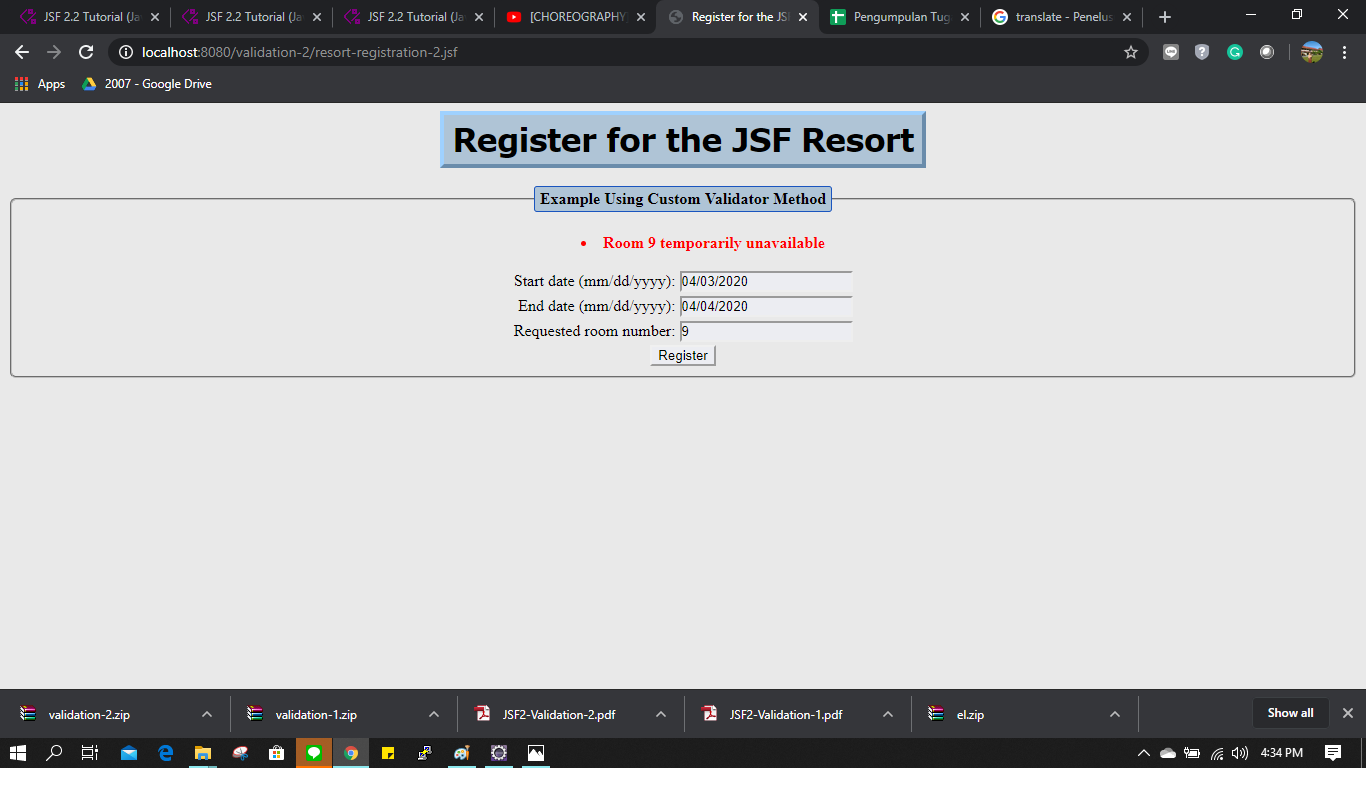 JSF 2.2 Tutorial (Ja
JSF 2.2 Tutorial (Ja
JSF 2.2 Tutorial (Ja
[CHOREOGRAPHY]
Register for the JSF
Pengumpulan Tug
translate - Penelus
localhost:8080/validation-2/resort-registration-2.jsf
Apps
2007 - Google Drive
Register for the JSF Resort
Example Using Custom Validator Method
• Room 9 temporarily unavailable
Start date (mm/dd/yyyy): 04/03/2020
End date (mm/dd/yyyy): 04/04/2020
Requested room number: 9
Register
validation-2.zip
validation-1.zip
JSF2-Validation-2.pdf
JSF2-Validation-1.pdf
el.zip
Show all
4:34 PM